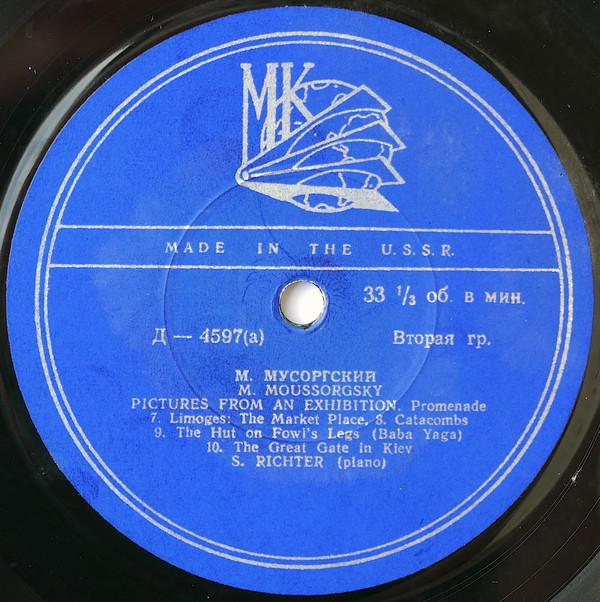 МК
MADE IN THE U.S.S.R.
33 1/3 об. в мин.
Д — 4597(а)
Вторая гр.
М. МУСОРГСКИЙ
M. MOUSSORGSKY
PICTURES FROM AN EXHIBITION. Promenade
7. Limoges: The Market Place, 8. Catacombs
9. The Hut on Fowl's Legs (Baba Yaga)
10. The Great Gate in Kiev
S. RICHTER (piano)